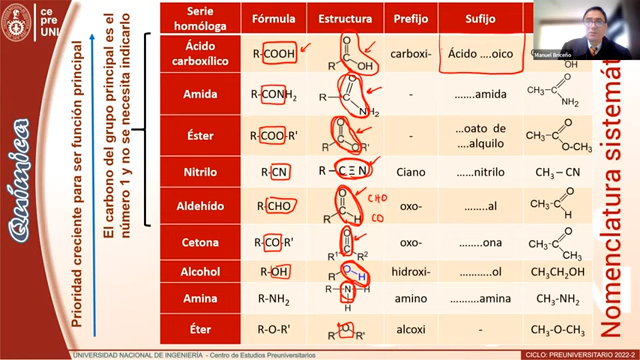 ce
pre
UNI
Química
Prioridad creciente para ser función principal
El carbono del grupo principal es el
número 1 y no se necesita indicarlo
Serie
homóloga
Fórmula
Estructura
Prefijo
Sufijo
Ejemplo
Ácido
carboxílico
R-COOH
O
R
C
OH
carboxi-
Ácido ....oico
OH
Amida
R-CONH2
O
R
C
NH2
-
.......amida
CH3
C
O
NH2
Éster
R-COO-R'
O
R
C
OR'
-
...oato de
....alquilo
CH3
C
O
O-CH3
Nitrilo
R-CN
R – C ≡ N
Ciano
......nitrilo
CH3 – CN
Aldehído
R-CHO
O
R
C
H
CHO
CO
oxo-
........al
CH3
C
O
H
Cetona
R-CO-R'
O
C
R1
R2
oxo-
.......ona
CH3
C
O
CH3
Alcohol
R-OH
O
R
H
hidroxi-
..........ol
CH3CH2OH
Amina
R-NH2
R
N
H
H
amino
.........amina
CH3-NH2
Éter
R-O-R'
R
O
R'
alcoxi
-
CH3-O-CH3
Manuel Briceño
Nomenclatura sistemát
UNIVERSIDAD NACIONAL DE INGENIERÍA - Centro de Estudios Preuniversitarios
CICLO: PREUNIVERSITARIO 2022-2